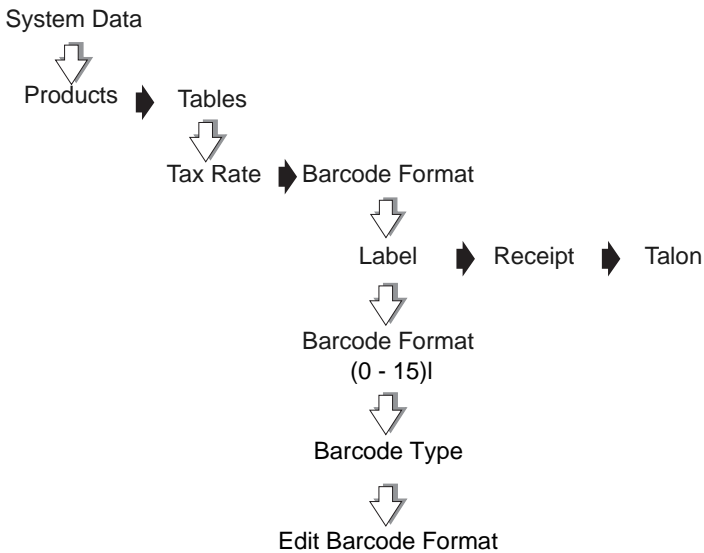 System Data
Products Tables
Tax Rate Barcode Format
Label Receipt Talon
Barcode Format
(0 - 15)l
Barcode Type
Edit Barcode Format